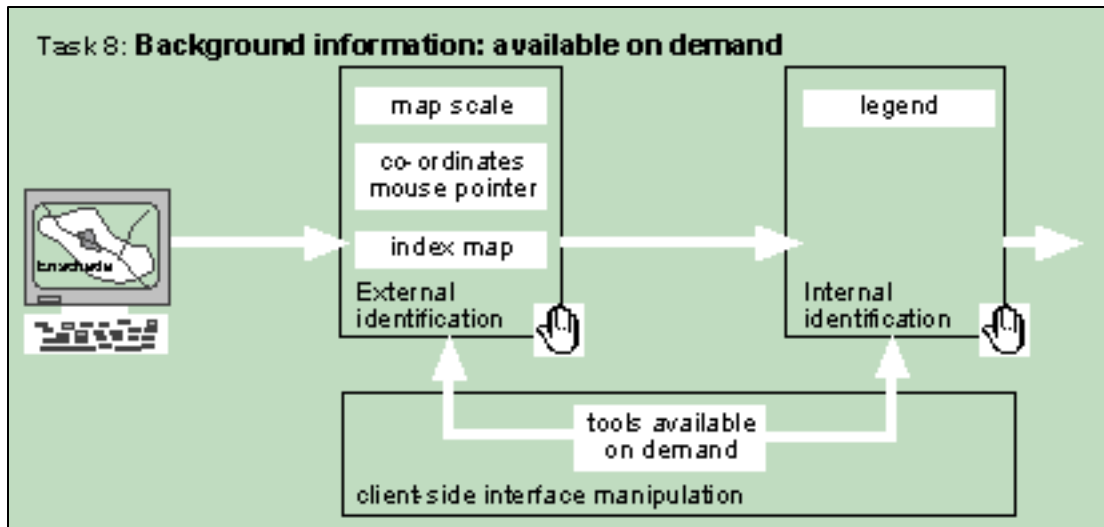 Task 8: Background information: available on demand
map scale
co-ordinates
mouse pointer
index map
External
identification
legend
Internal
identification
Enschede
tools available
on demand
client-side interface manipulation